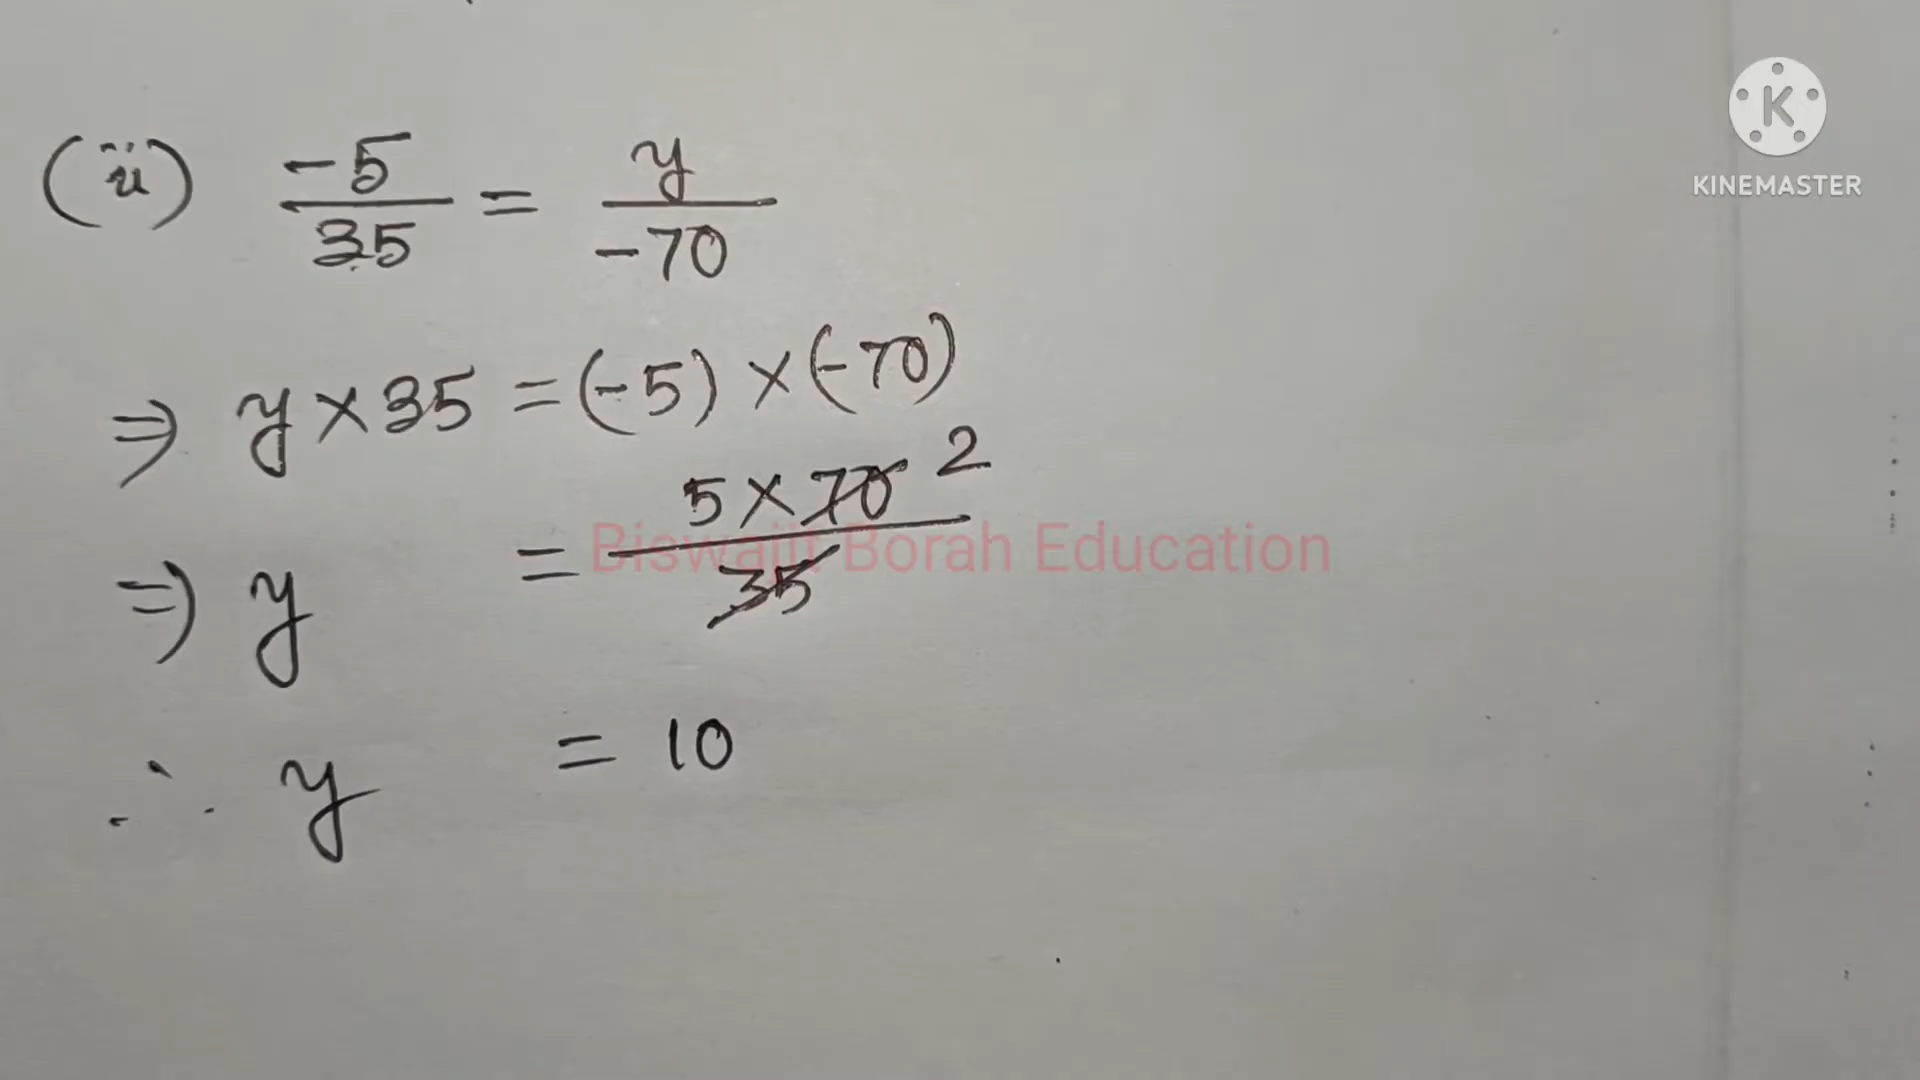 (ii) -5/35 = y/-70
KINEMASTER
⇒ y × 35 = (-5) × (-70)
⇒ y = 5 × 70 2 / 35
Biswajit Borah Education
∴ y = 10